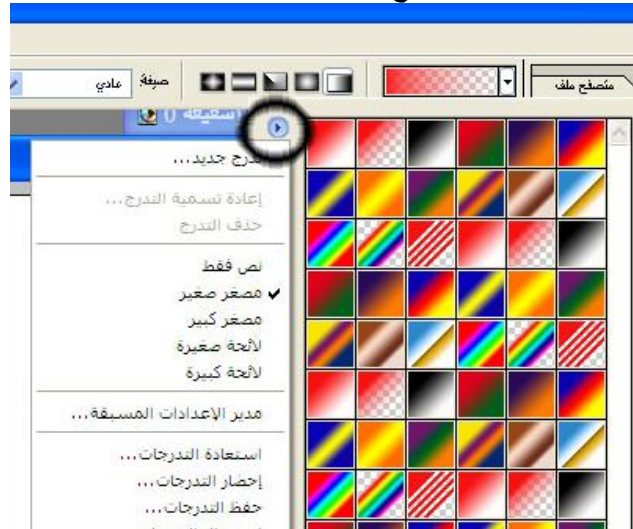 متصفح ملف
صيغة: عادي
تدرج جديد...
إعادة تسمية التدرج...
حذف التدرج
نص فقط
مصغر صغير
مصغر كبير
لائحة صغيرة
لائحة كبيرة
مدير الإعدادات المسبقة...
استعادة التدرجات...
إحضار التدرجات...
حفظ التدرجات...